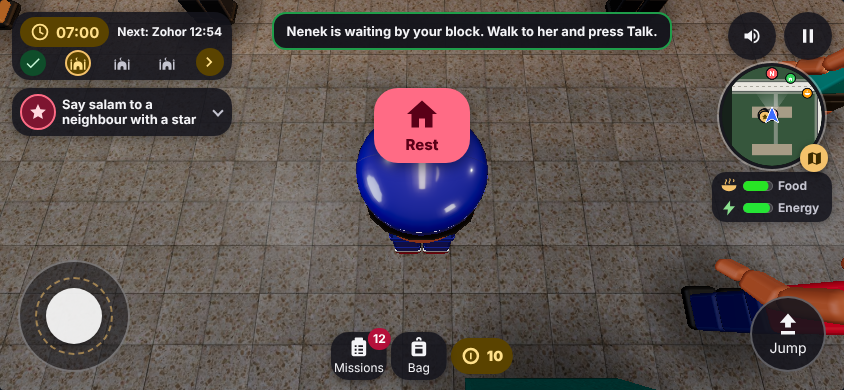 07:00
Next: Zohor 12:54
Nenek is waiting by your block. Walk to her and press Talk.
Say salam to a
neighbour with a star
Rest
N
Food
Energy
12
Missions
Bag
10
Jump